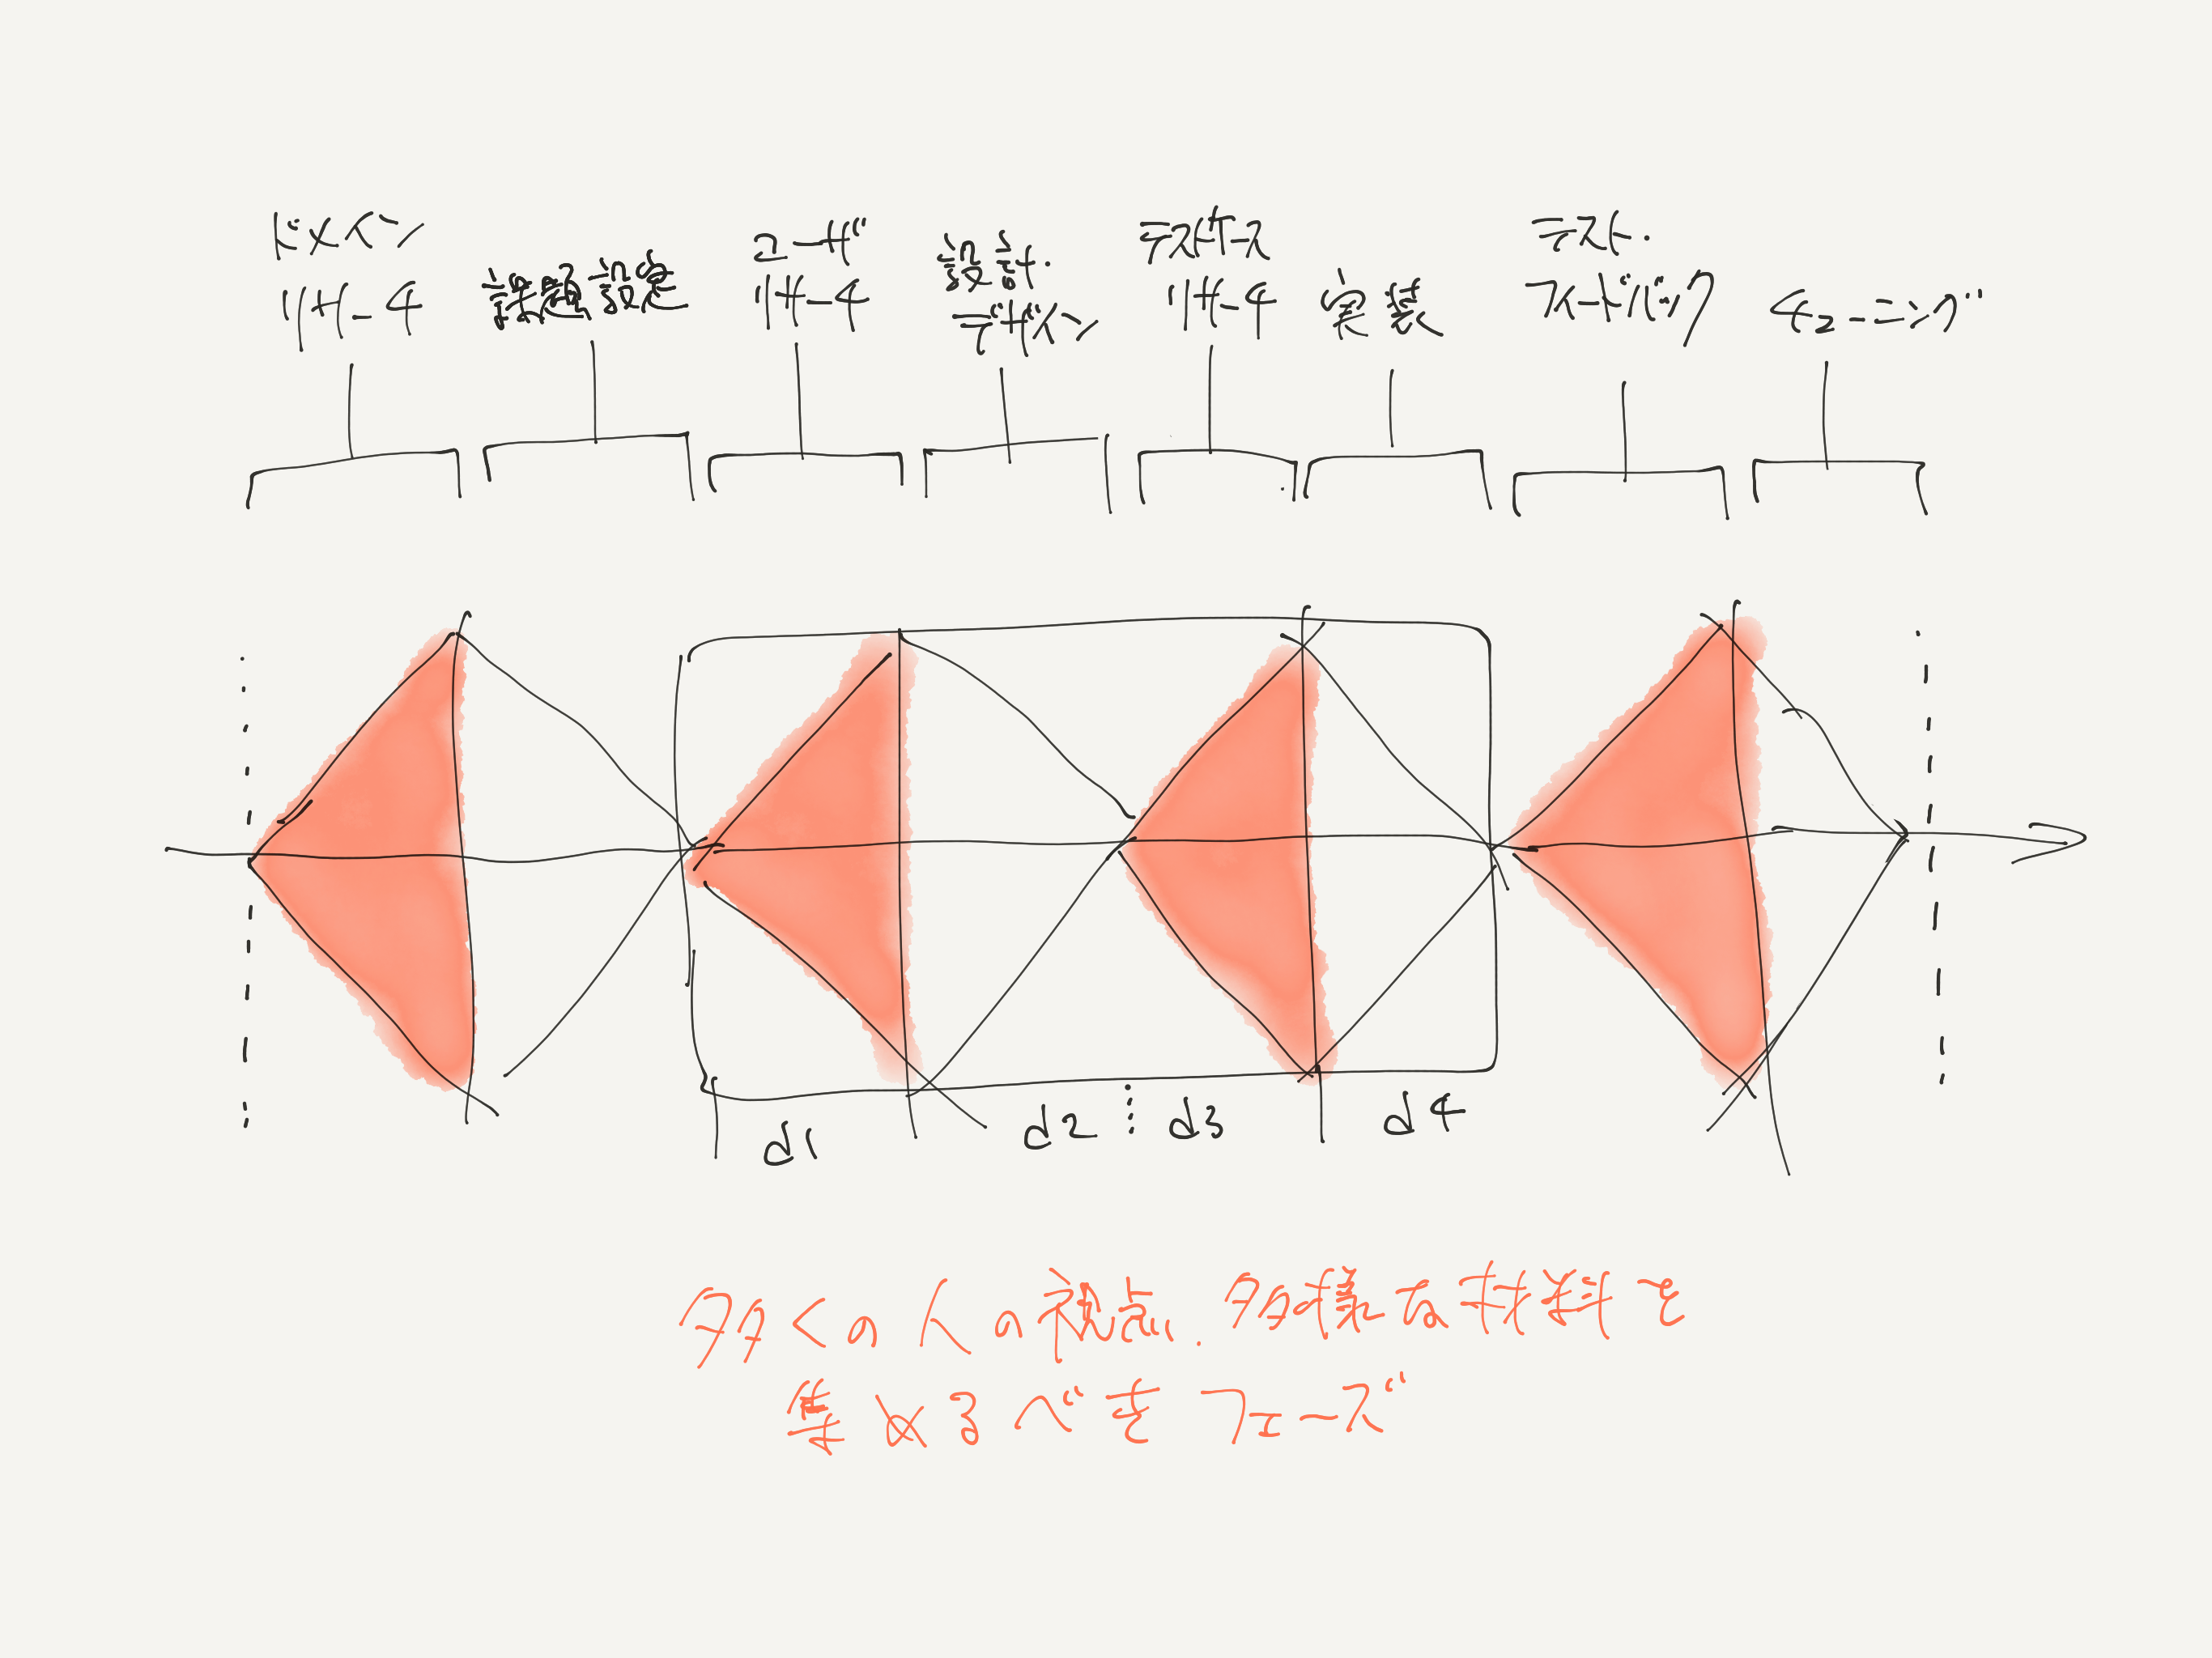 ドメイン
リサーチ
課題設定
ユーザ
リサーチ
設計・
デザイン
テストケース
リサーチ
実装
テスト・
フィードバック
チューニング
d1
d2
d3
d4
多くの人の視点、多様な材料を
集めるべきフェーズ